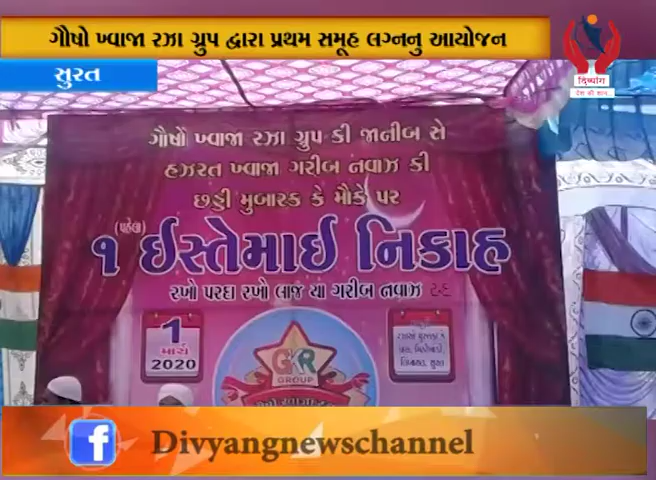 ગૌષો ખ્વાજા રઝા ગ્રુપ દ્વારા પ્રથમ સમૂહ લગ્નનુ આયોજન
સુરત
दिव्यांग
ગૌષૌ ખ્વાજા રઝા ગ્રુપ કી જાનીબ સે
હઝરત ખ્વાજા ગરીબ નવાઝ કી
છઠ્ઠી મુબારક કે મૌકે પર
(પહેલા)
૧ ઈસ્તેમાઈ નિકાહ
રખો પરદા રખો લાજ યા ગરીબ નવાઝ
1
માર્ચ
2020
GKR
GROUP
Divyangnewschannel